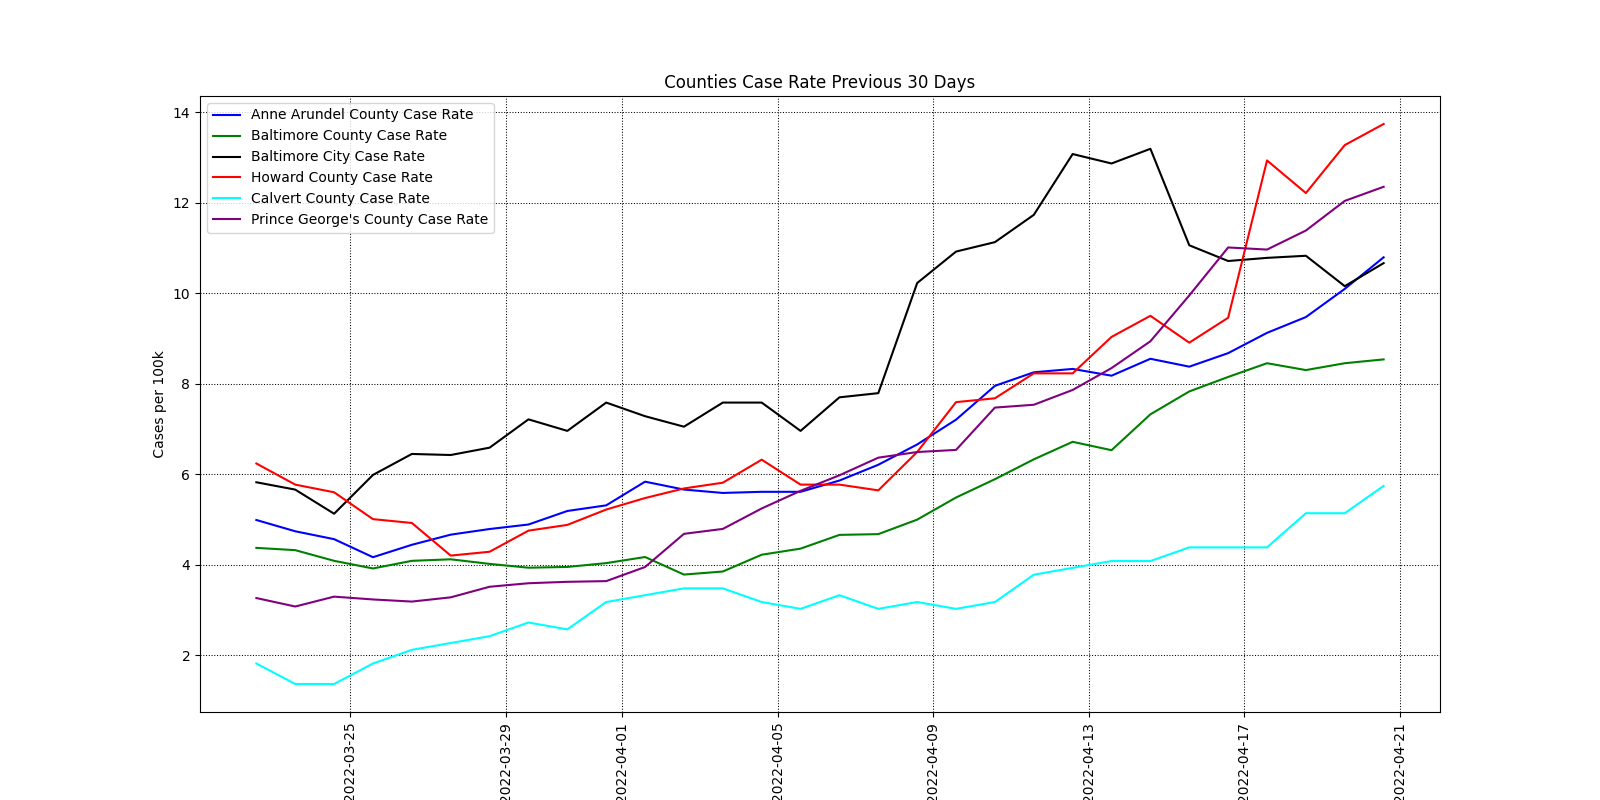 Counties Case Rate Previous 30 Days
14
12
10
8
6
4
2
Cases per 100k
Anne Arundel County Case Rate
Baltimore County Case Rate
Baltimore City Case Rate
Howard County Case Rate
Calvert County Case Rate
Prince George's County Case Rate
2022-03-25
2022-03-29
2022-04-01
2022-04-05
2022-04-09
2022-04-13
2022-04-17
2022-04-21